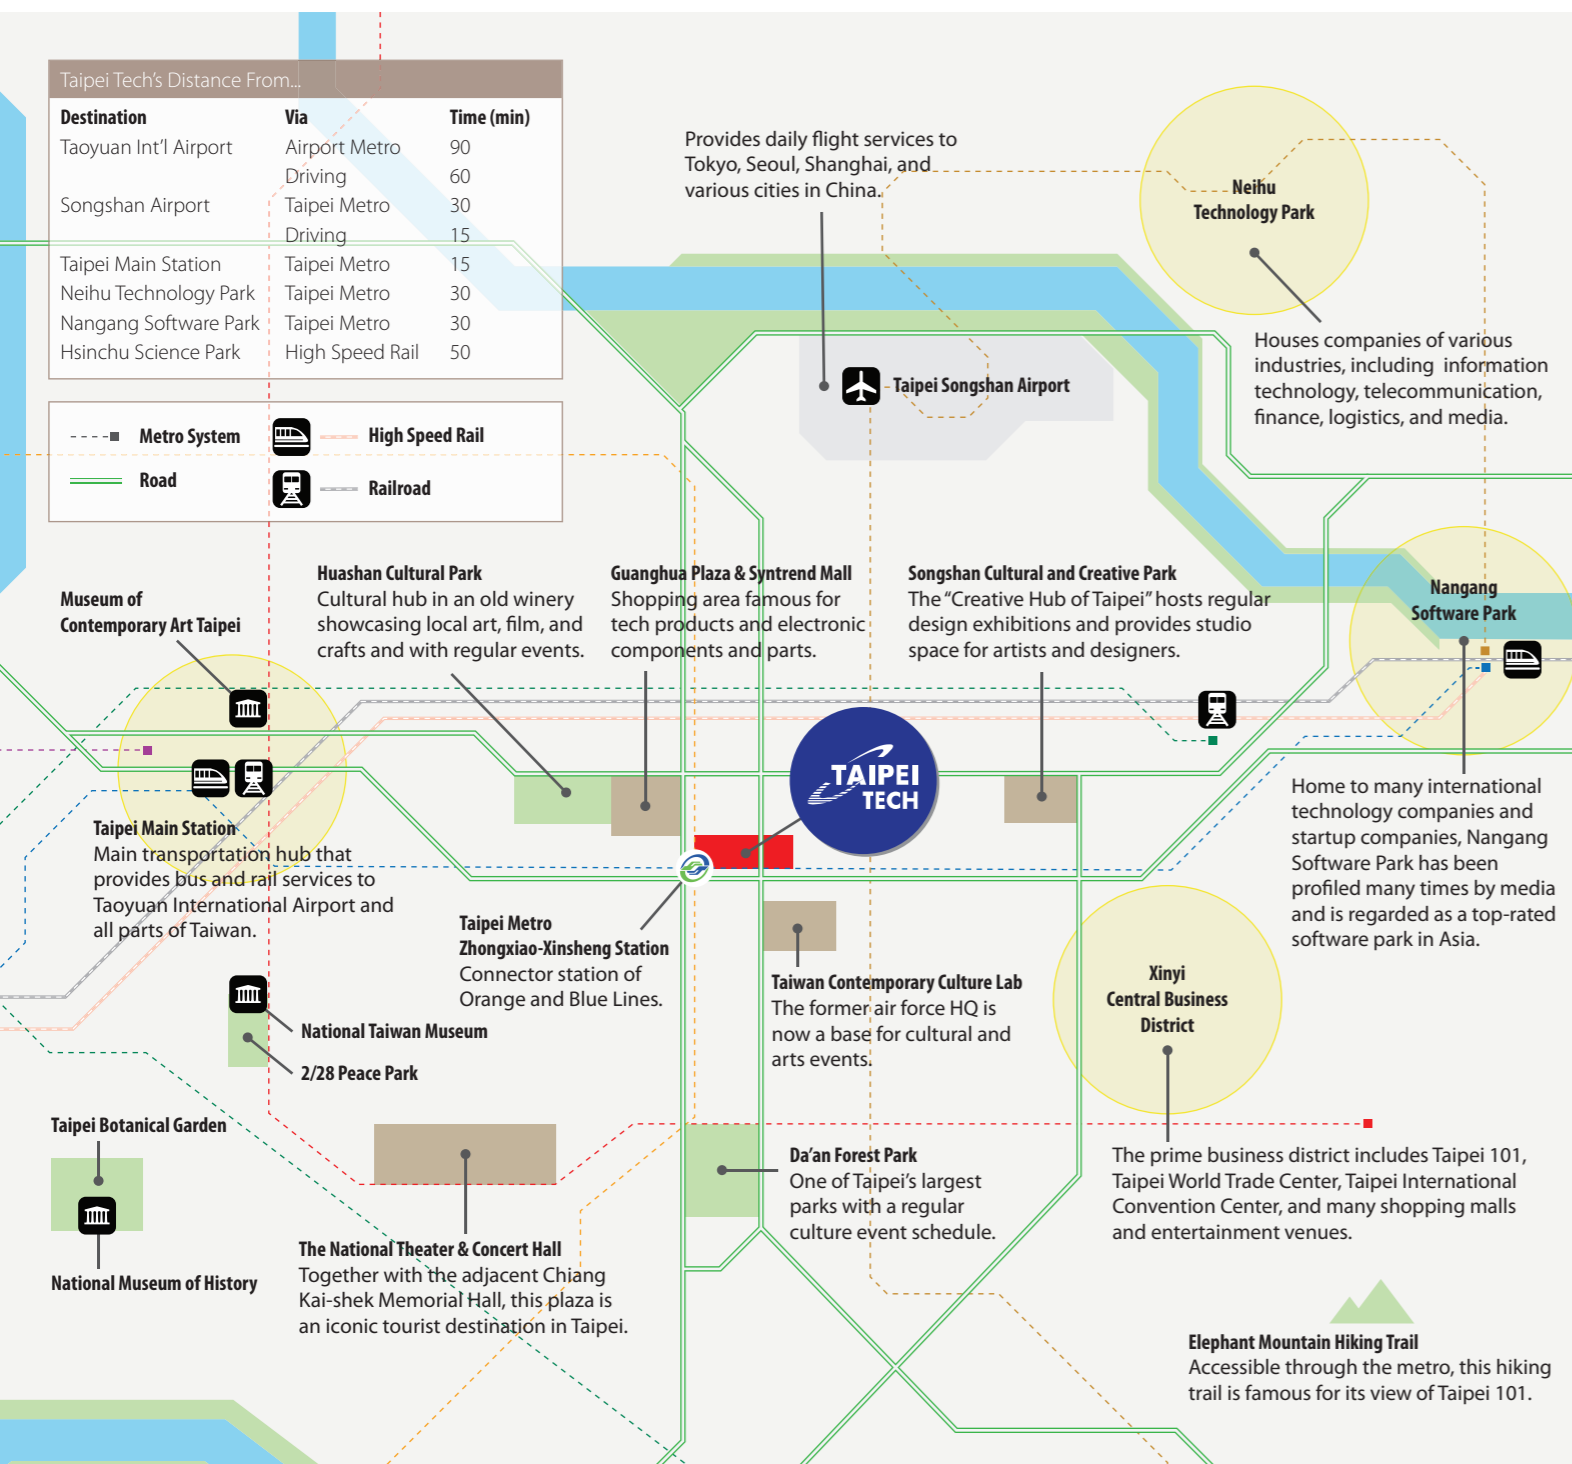 Taipei Tech's Distance From...
Destination Via Time (min)
Taoyuan Int'l Airport Airport Metro 90
Driving 60
Songshan Airport Taipei Metro 30
Driving 15
Taipei Main Station Taipei Metro 15
Neihu Technology Park Taipei Metro 30
Nangang Software Park Taipei Metro 30
Hsinchu Science Park High Speed Rail 50
Metro System
High Speed Rail
Road
Railroad
Provides daily flight services to
Tokyo, Seoul, Shanghai, and
various cities in China.
Taipei Songshan Airport
Neihu
Technology Park
Houses companies of various
industries, including information
technology, telecommunication,
finance, logistics, and media.
Museum of
Contemporary Art Taipei
Huashan Cultural Park
Cultural hub in an old winery
showcasing local art, film, and
crafts and with regular events.
Guanghua Plaza & Syntrend Mall
Shopping area famous for
tech products and electronic
components and parts.
Songshan Cultural and Creative Park
The “Creative Hub of Taipei” hosts regular
design exhibitions and provides studio
space for artists and designers.
Nangang
Software Park
Home to many international
technology companies and
startup companies, Nangang
Software Park has been
profiled many times by media
and is regarded as a top-rated
software park in Asia.
TAIPEI
TECH
Taipei Main Station
Main transportation hub that
provides bus and rail services to
Taoyuan International Airport and
all parts of Taiwan.
Taipei Metro
Zhongxiao-Xinsheng Station
Connector station of
Orange and Blue Lines.
Taiwan Contemporary Culture Lab
The former air force HQ is
now a base for cultural and
arts events.
Xinyi
Central Business
District
The prime business district includes Taipei 101,
Taipei World Trade Center, Taipei International
Convention Center, and many shopping malls
and entertainment venues.
National Taiwan Museum
2/28 Peace Park
Taipei Botanical Garden
National Museum of History
The National Theater & Concert Hall
Together with the adjacent Chiang
Kai-shek Memorial Hall, this plaza is
an iconic tourist destination in Taipei.
Da'an Forest Park
One of Taipei's largest
parks with a regular
culture event schedule.
Elephant Mountain Hiking Trail
Accessible through the metro, this hiking
trail is famous for its view of Taipei 101.